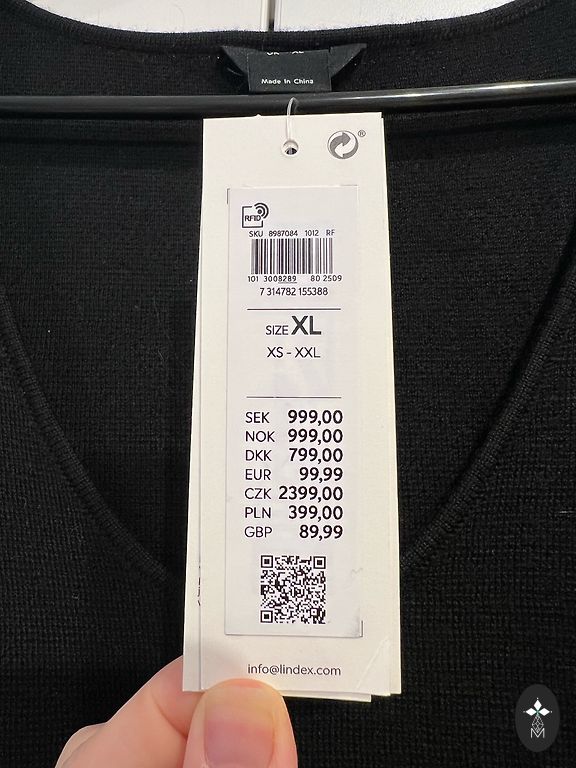 Made in China
®
RFID
SKU 8987084 1012 RF
101 3008289 80 2509
7 314782 155388
SIZE XL
XS - XXL
SEK 999,00
NOK 999,00
DKK 799,00
EUR 99,99
CZK 2399,00
PLN 399,00
GBP 89,99
info@lindex.com